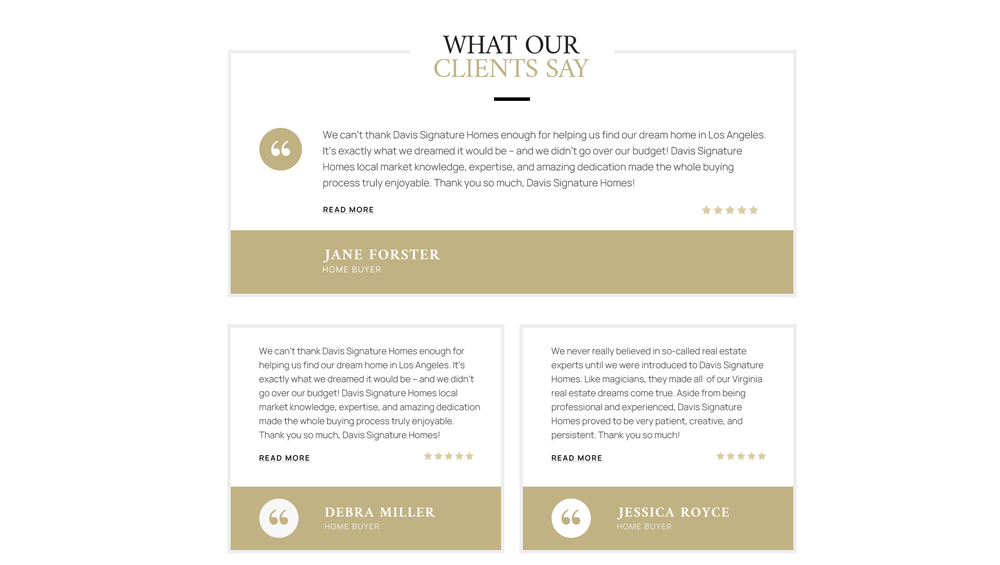 WHAT OUR
CLIENTS SAY
We can't thank Davis Signature Homes enough for helping us find our dream home in Los Angeles.
It's exactly what we dreamed it would be – and we didn't go over our budget! Davis Signature
Homes local market knowledge, expertise, and amazing dedication made the whole buying
process truly enjoyable. Thank you so much, Davis Signature Homes!
READ MORE
JANE FORSTER
HOME BUYER
We can't thank Davis Signature Homes enough for
helping us find our dream home in Los Angeles. It's
exactly what we dreamed it would be – and we didn't
go over our budget! Davis Signature Homes local
market knowledge, expertise, and amazing dedication
made the whole buying process truly enjoyable.
Thank you so much, Davis Signature Homes!
READ MORE
DEBRA MILLER
HOME BUYER
We never really believed in so-called real estate
experts until we were introduced to Davis Signature
Homes. Like magicians, they made all of our Virginia
real estate dreams come true. Aside from being
professional and experienced, Davis Signature
Homes proved to be very patient, creative, and
persistent. Thank you so much!
READ MORE
JESSICA ROYCE
HOME BUYER